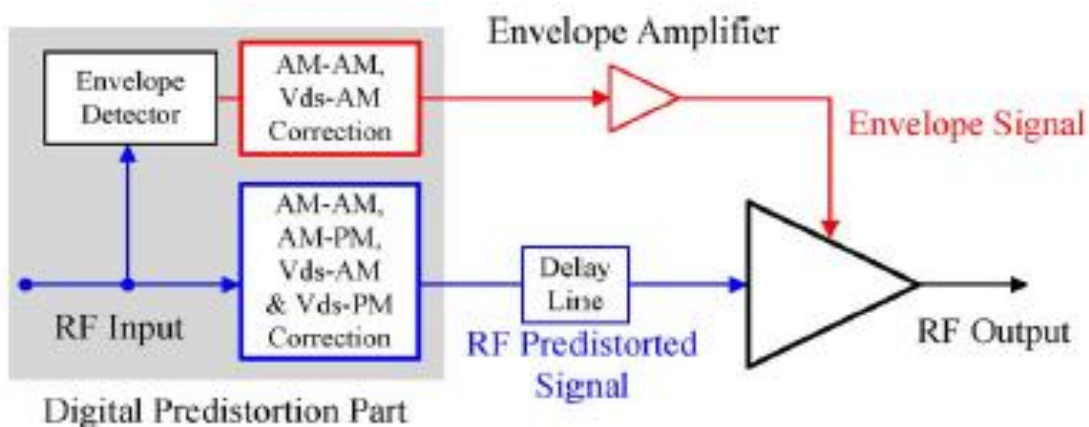 Envelope Amplifier
Envelope
Detector
AM-AM,
Vds-AM
Correction
Envelope Signal
AM-AM,
AM-PM,
Vds-AM
& Vds-PM
Correction
Delay
Line
RF Input
RF Predistorted
Signal
RF Output
Digital Predistortion Part